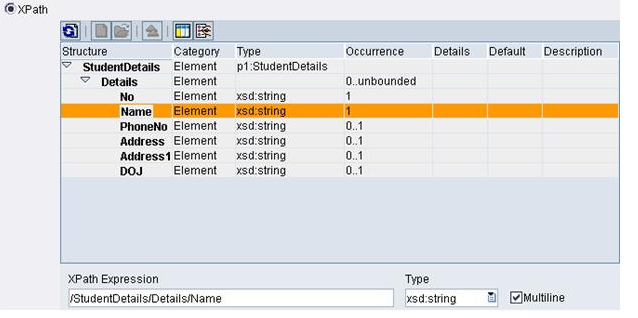 XPath
Structure Category Type Occurrence Details Default Description
StudentDetails Element p1:StudentDetails
Details Element 0..unbounded
No Element xsd:string 1
Name Element xsd:string 1
PhoneNo Element xsd:string 0..1
Address Element xsd:string 0..1
Address1 Element xsd:string 0..1
DOJ Element xsd:string 0..1
XPath Expression Type
/StudentDetails/Details/Name xsd:string Multiline